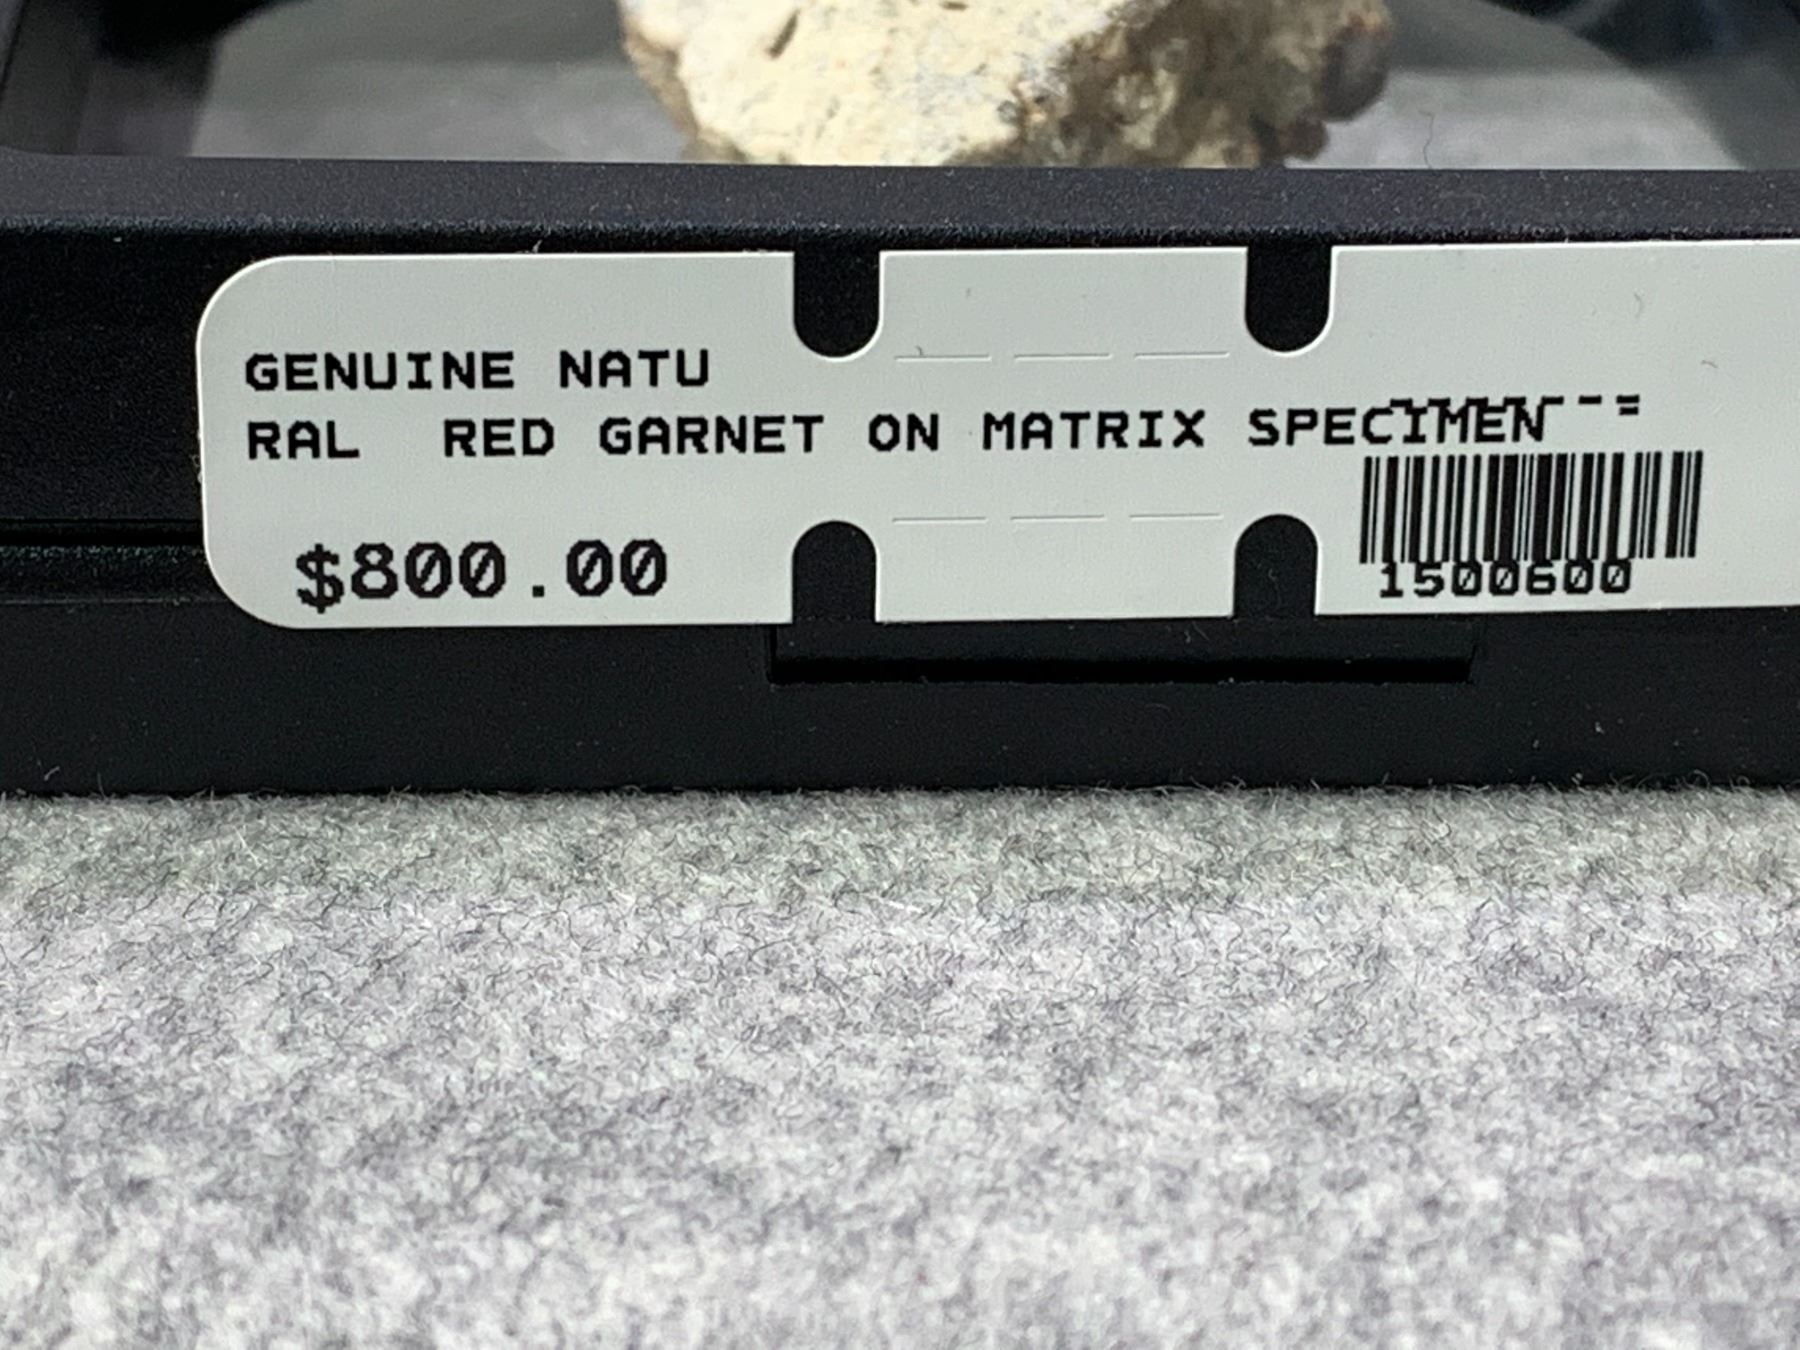 GENUINE NATU
RAL  RED GARNET ON MATRIX SPECIMEN
$800.00
1500600